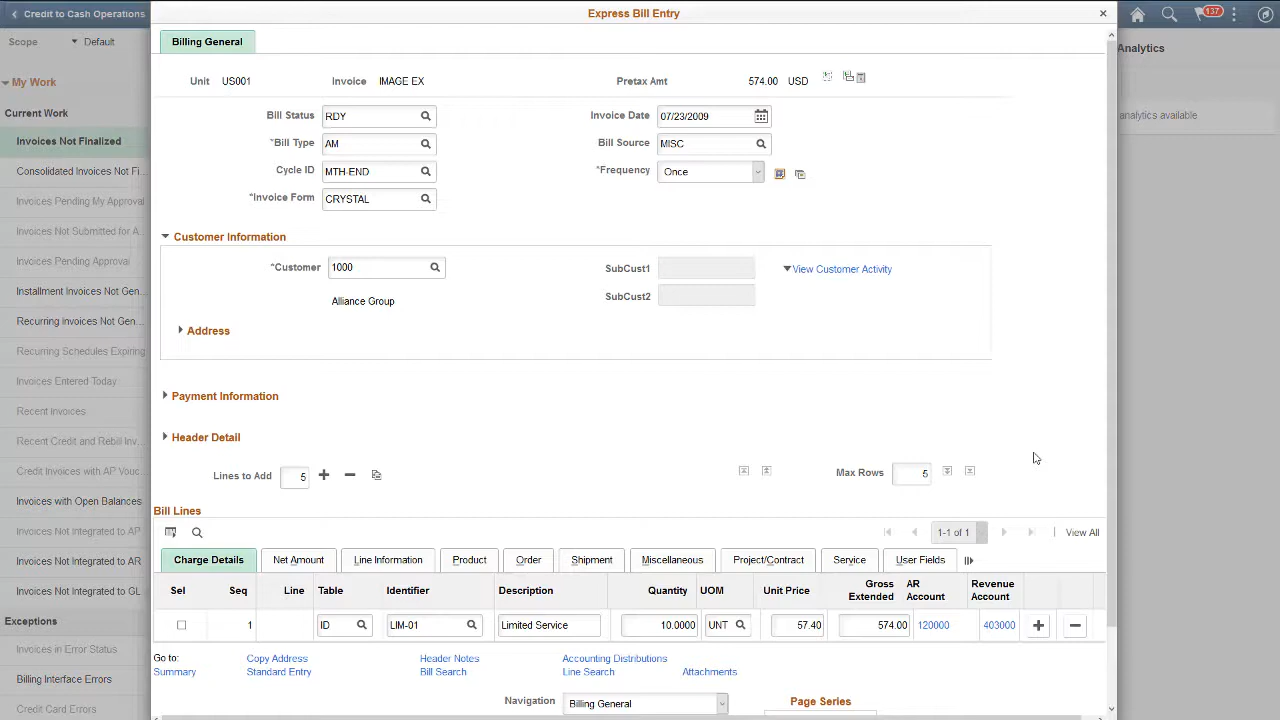 Credit to Cash Operations
Express Bill Entry
137
Scope
Default
Analytics
My Work
Current Work
Invoices Not Finalized
Consolidated Invoices Not Fi...
Invoices Pending My Approval
Invoices Not Submitted for A...
Invoices Pending Approval
Installment Invoices Not Gen...
Recurring Invoices Not Gen...
Recurring Schedules Expiring
Invoices Entered Today
Recent Invoices
Recent Credit and Rebill Inv...
Credit Invoices with AP Vouc
Invoices with Open Balances
Invoices Not Integrated to AP
Invoices Not Integrated to AR
Invoices Not Integrated to GL
Exceptions
Invoices in Error Status
Billing Interface Errors
Credit Card Errors
analytics available
Billing General
Unit US001 Invoice IMAGE EX Pretax Amt 574.00 USD
Bill Status RDY Invoice Date 07/23/2009
*Bill Type AM Bill Source MISC
Cycle ID MTH-END *Frequency Once
*Invoice Form CRYSTAL
Customer Information
*Customer 1000 SubCust1 View Customer Activity
SubCust2
Alliance Group
Address
Payment Information
Header Detail
Lines to Add 5 Max Rows 5
Bill Lines
1-1 of 1 View All
Charge Details Net Amount Line Information Product Order Shipment Miscellaneous Project/Contract Service User Fields
Sel Seq Line Table Identifier Description Quantity UOM Unit Price Gross Extended AR Account Revenue Account
1 ID LIM-01 Limited Service 10.0000 UNT 57.40 574.00 120000 403000
Go to: Copy Address Header Notes Accounting Distributions
Summary Standard Entry Bill Search Line Search Attachments
Navigation Billing General Page Series